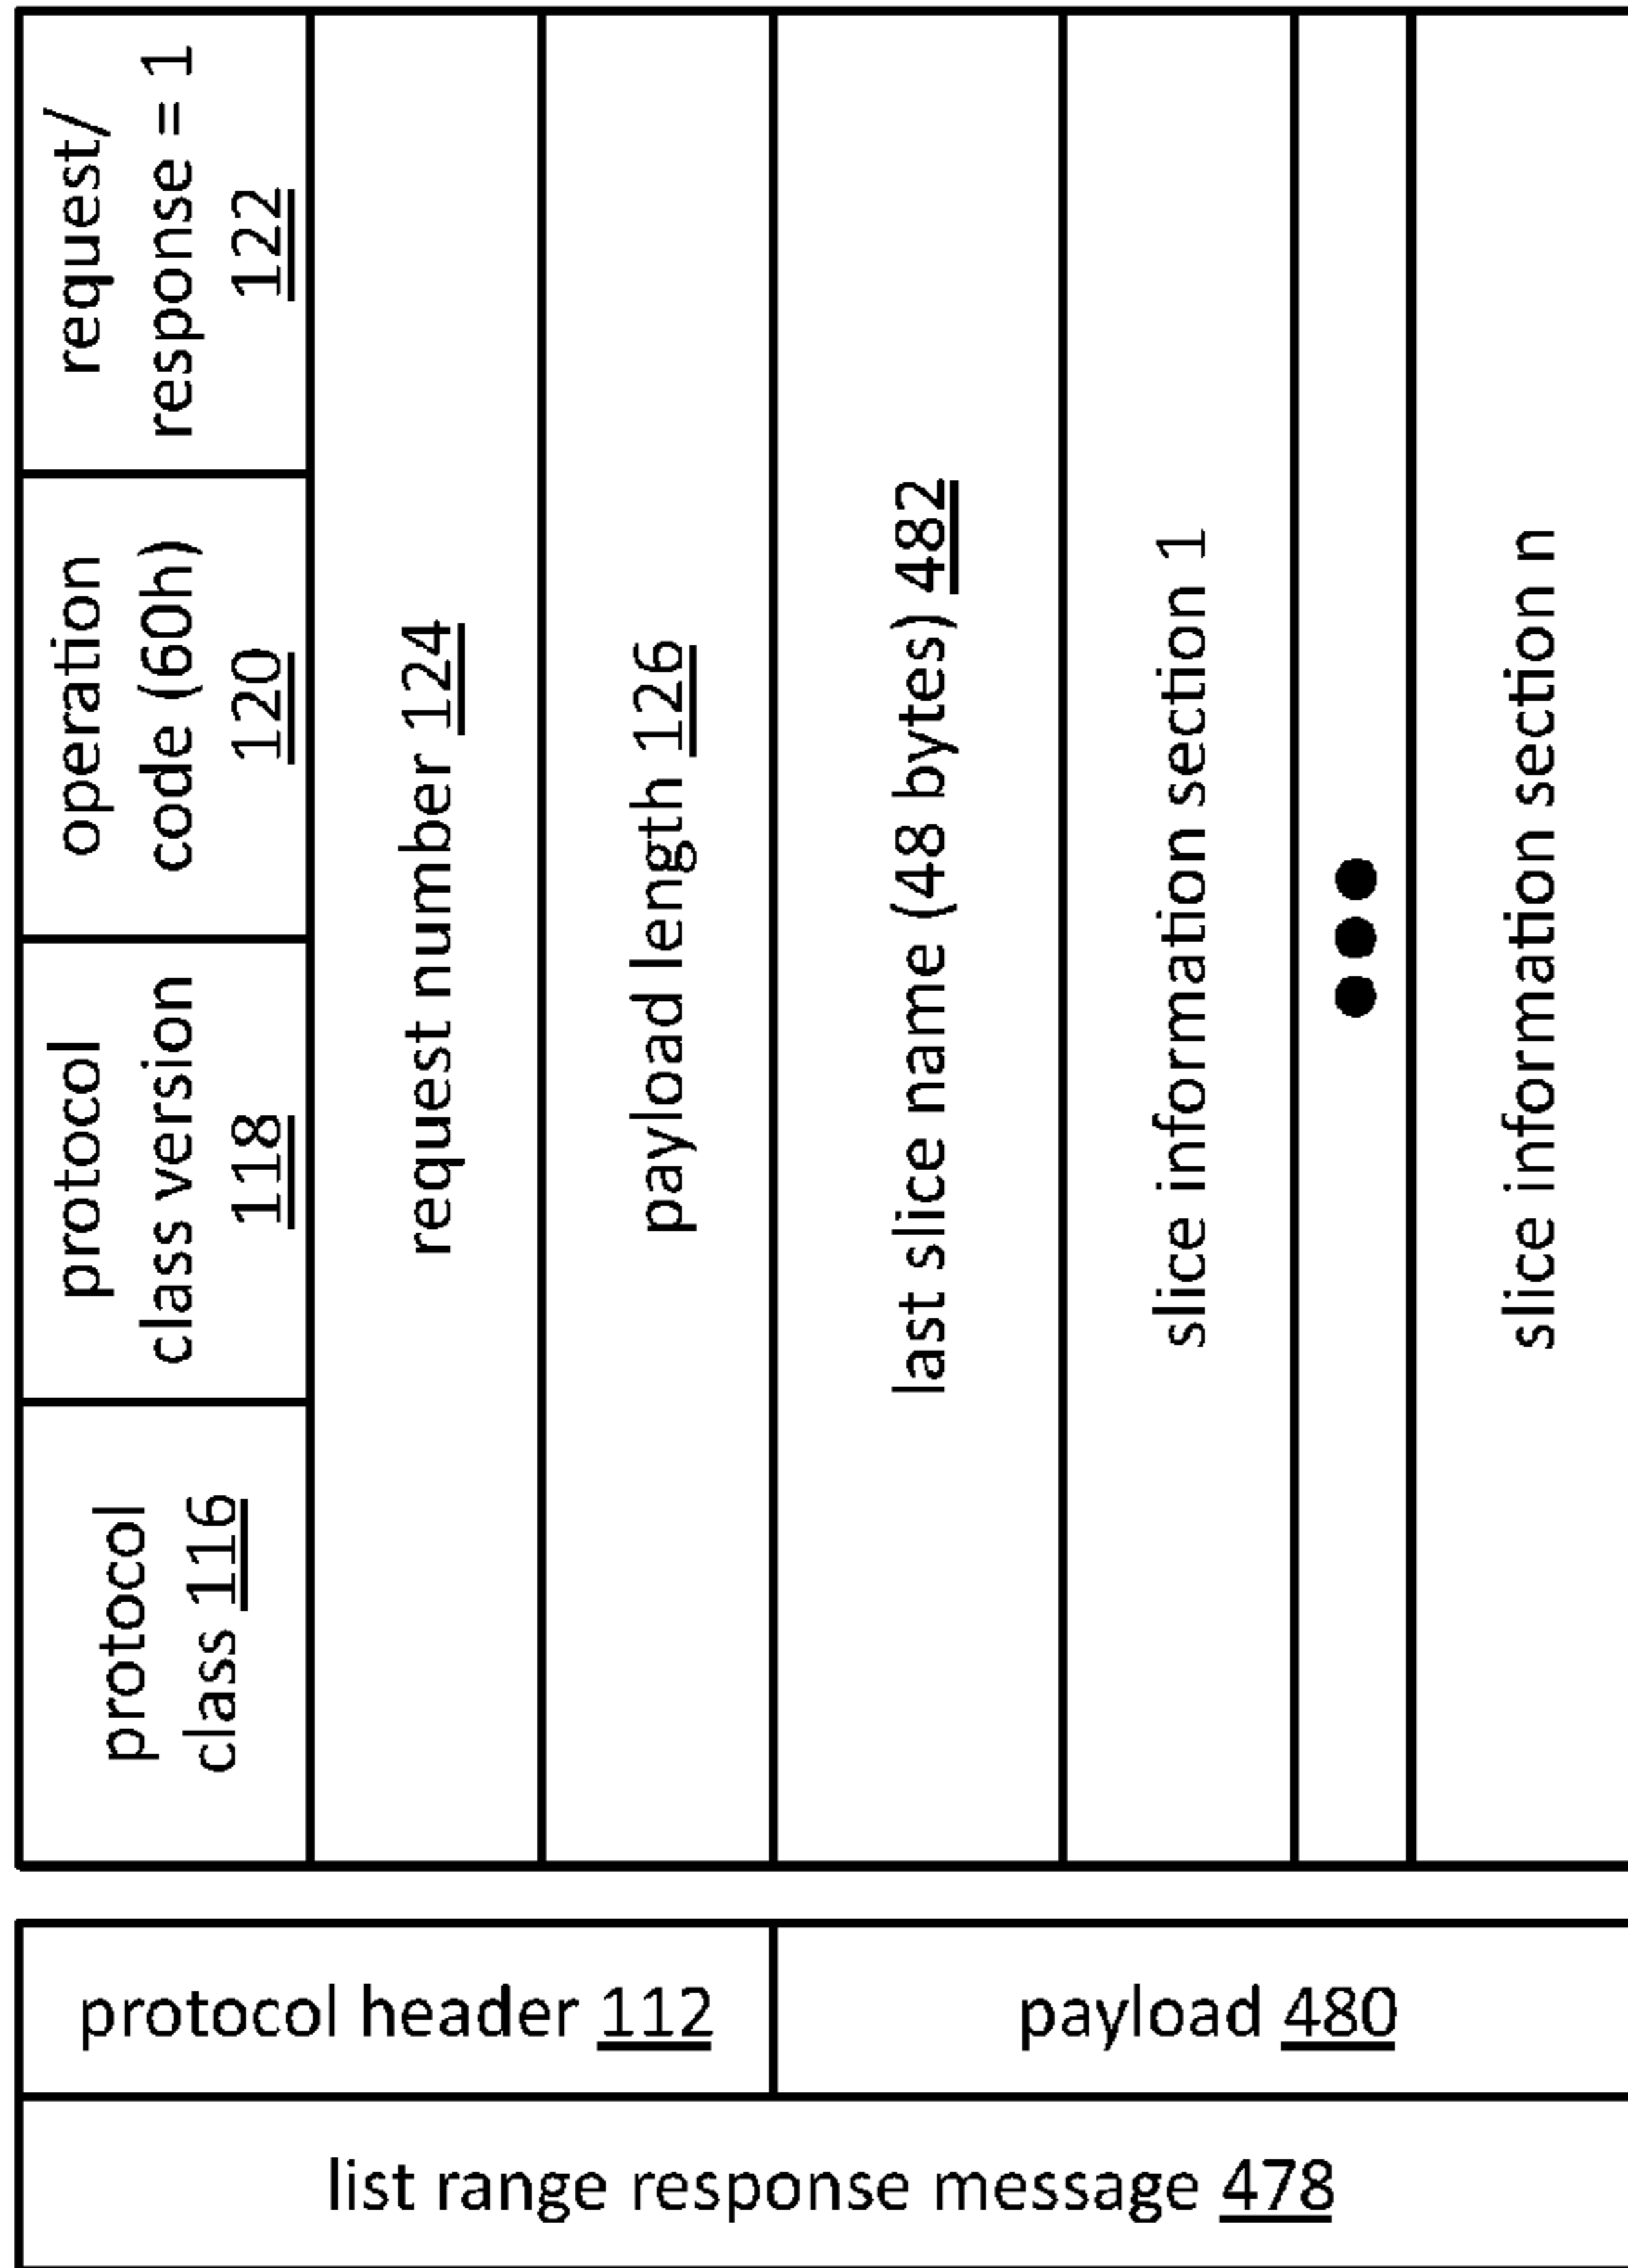 list range response message 478
protocol header 112
payload 480
protocol
class 116
protocol
class version
118
operation
code (60h)
120
request/
response = 1
122
request number 124
payload length 126
last slice name (48 bytes) 482
slice information section 1
●●●
slice information section n